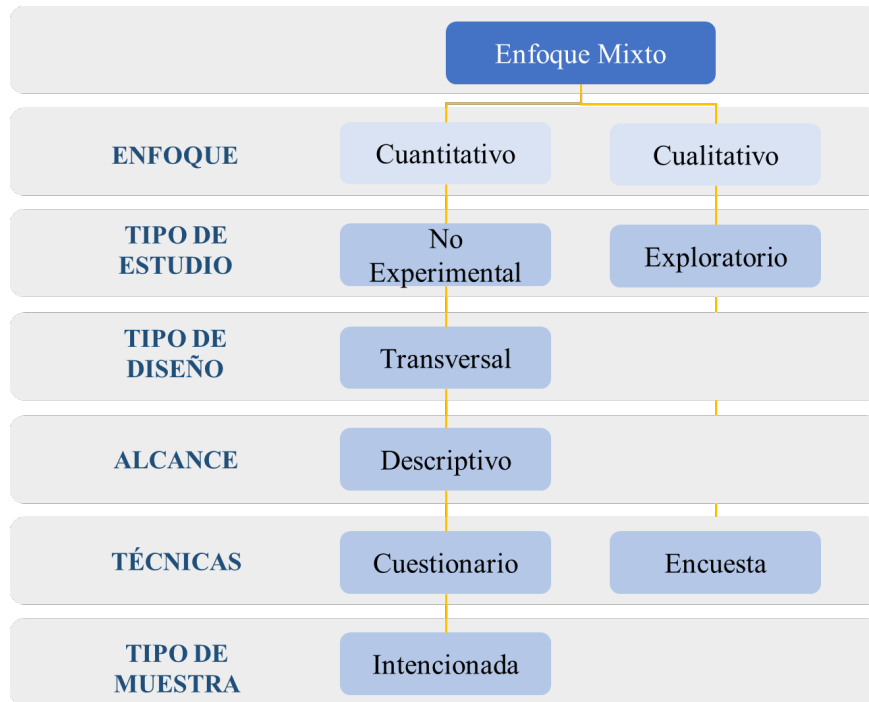 Enfoque Mixto
ENFOQUE
Cuantitativo
Cualitativo
TIPO DE
ESTUDIO
No
Experimental
Exploratorio
TIPO DE
DISEÑO
Transversal
ALCANCE
Descriptivo
TÉCNICAS
Cuestionario
Encuesta
TIPO DE
MUESTRA
Intencionada